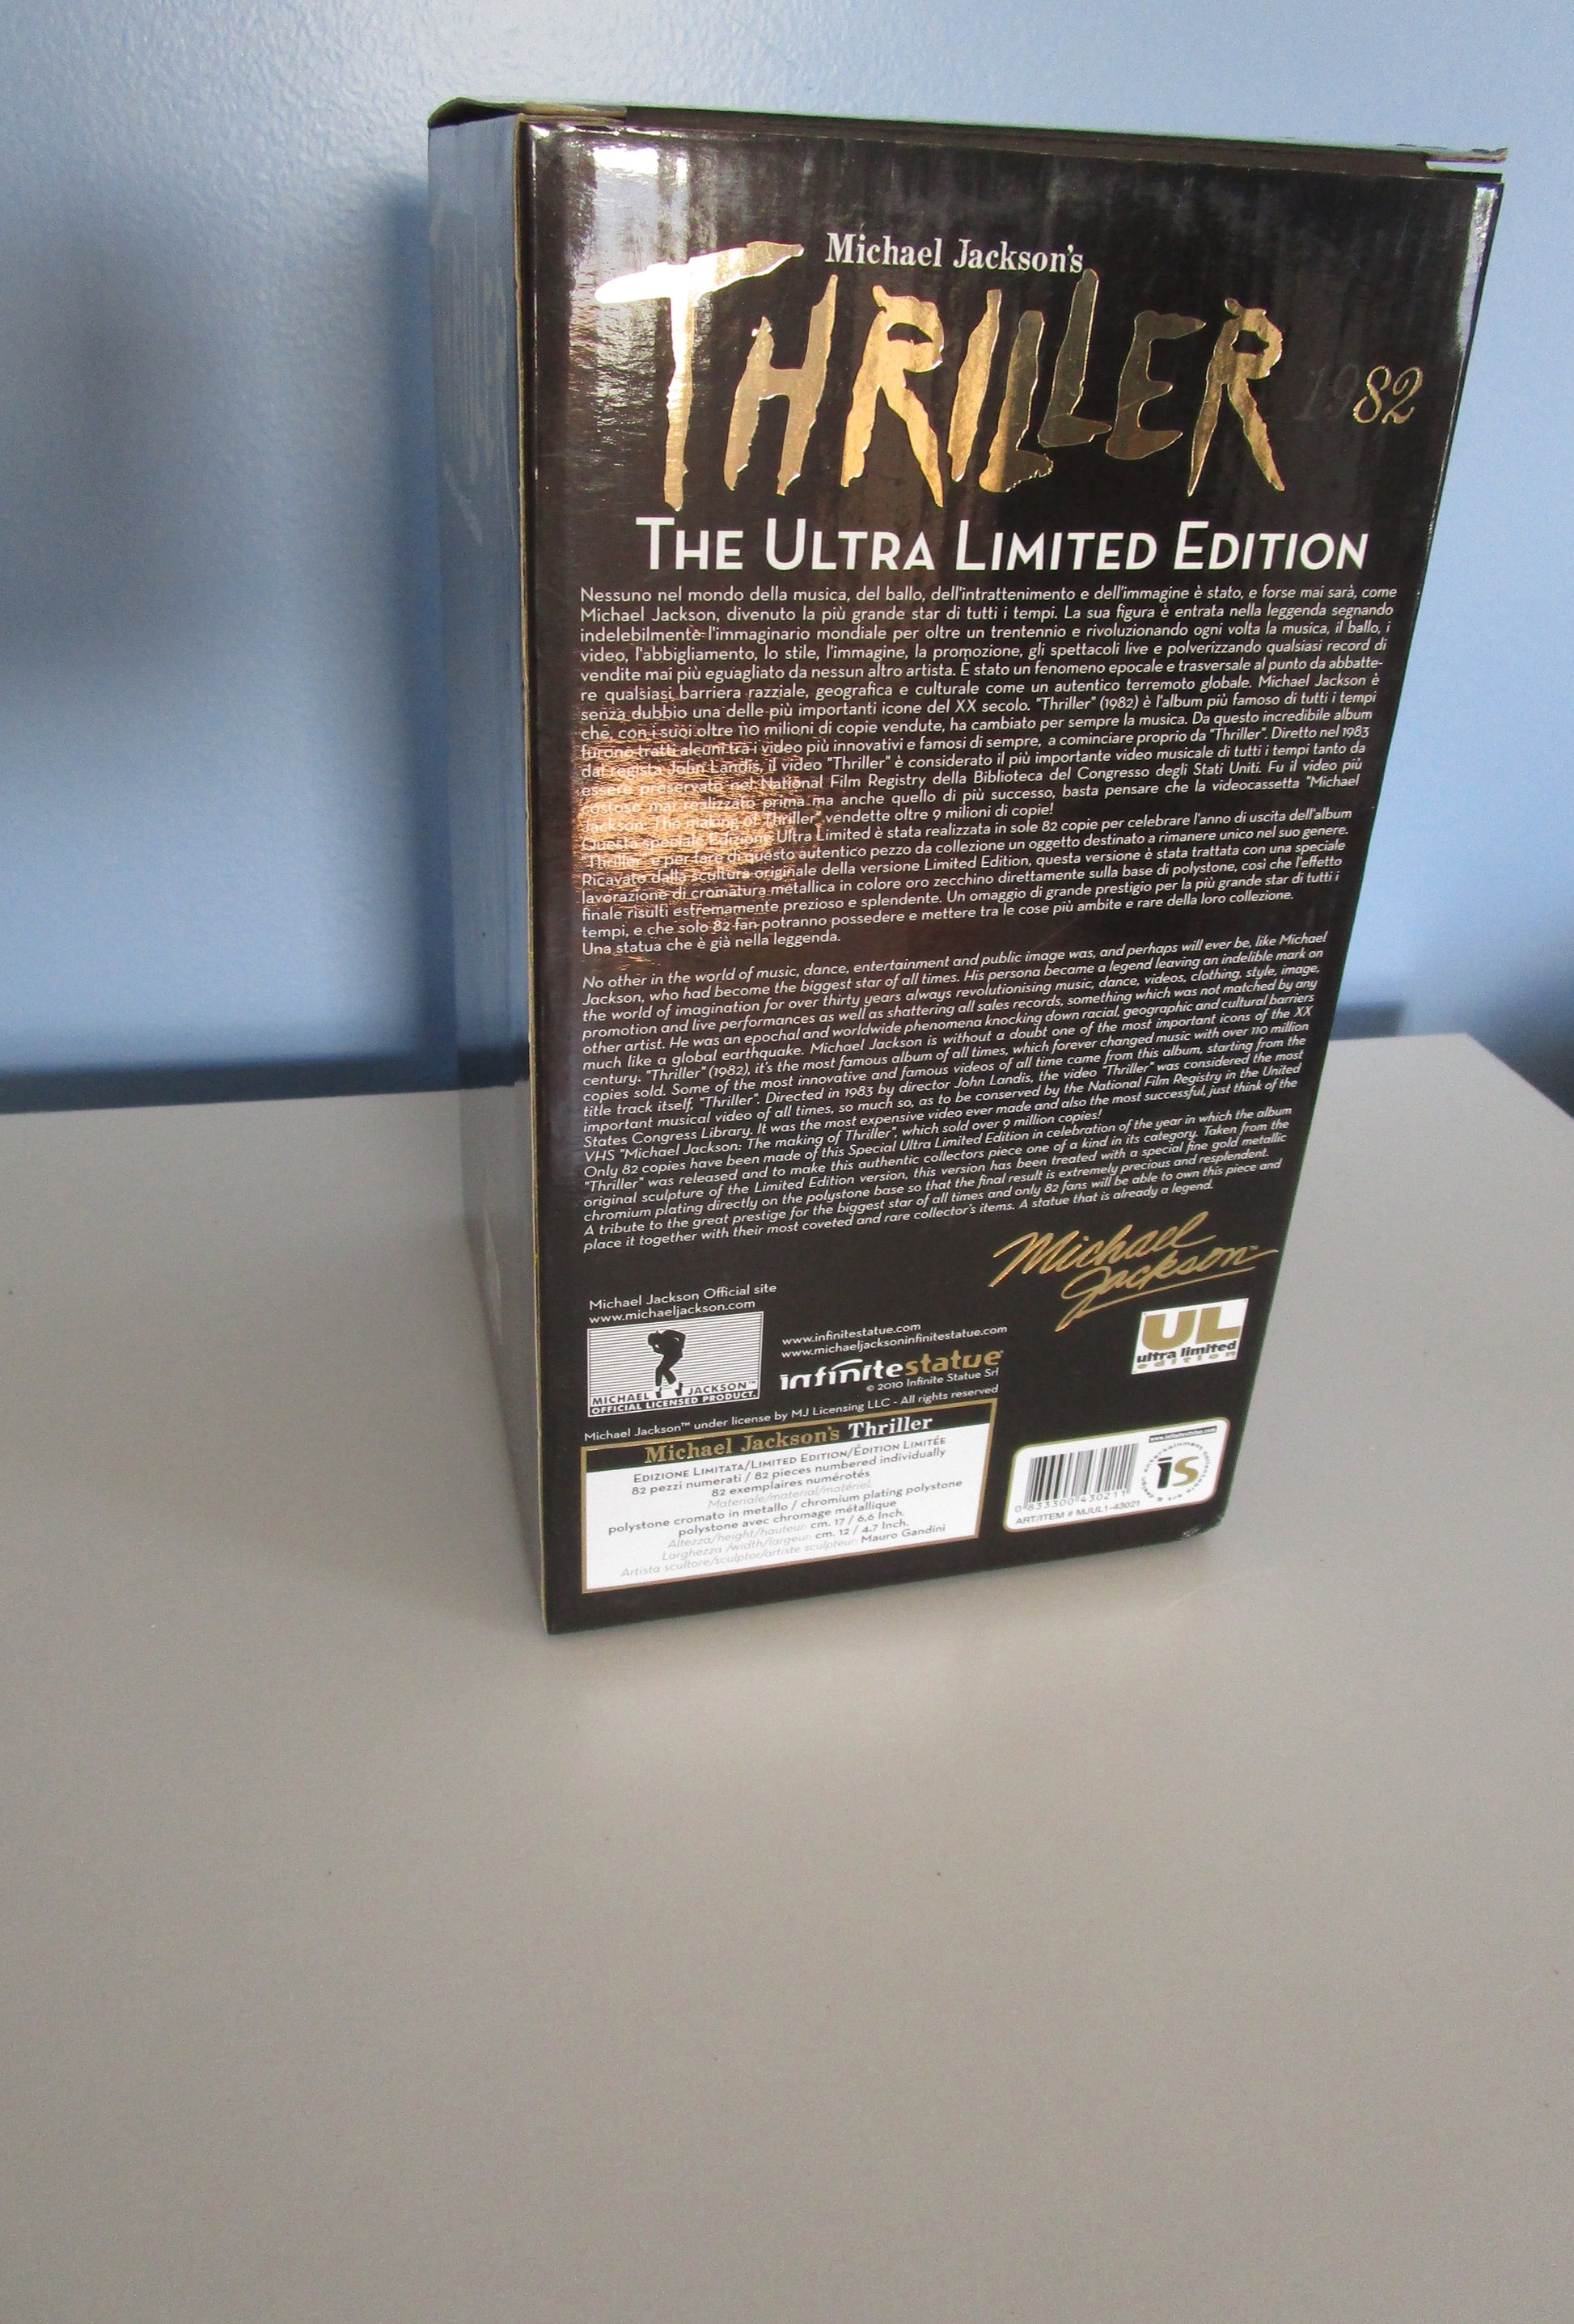 Michael Jackson's
THRILLER
1982
THE ULTRA LIMITED EDITION
Nessuno nel mondo della musica, del ballo, dell'intrattenimento e dell'immagine è stato, e forse mai sarà, come
Michael Jackson, divenuto la più grande star di tutti i tempi. La sua figura è entrata nella leggenda segnando
indelebilmente l'immaginario mondiale per oltre un trentennio e rivoluzionando ogni volta la musica, il ballo, i
video, l'abbigliamento, lo stile, l'immagine, la promozione, gli spettacoli live e polverizzando qualsiasi record di
vendite mai più eguagliato da nessun altro artista. È stato un fenomeno epocale e trasversale al punto da abbatte-
re qualsiasi barriera razziale, geografica e culturale come un autentico terremoto globale. Michael Jackson è
senza dubbio una delle più importanti icone del XX secolo. "Thriller" (1982) è l'album più famoso di tutti i tempi
che, con i suoi oltre 110 milioni di copie vendute, ha cambiato per sempre la musica. Da questo incredibile album
furono tratti alcuni tra i video più innovativi e famosi di sempre, a cominciare proprio da "Thriller". Diretto nel 1983
dal regista John Landis, il video "Thriller" è considerato il più importante video musicale di tutti i tempi tanto da
essere preservato nel National Film Registry della Biblioteca del Congresso degli Stati Uniti. Fu il video più
costoso mai realizzato prima ma anche quello di più successo, basta pensare che la videocassetta "Michael
Jackson: The making of Thriller" vendette oltre 9 milioni di copie!
Questa speciale Edizione Ultra Limited è stata realizzata in sole 82 copie per celebrare l'anno di uscita dell'album
"Thriller" e per fare di questo autentico pezzo da collezione un oggetto destinato a rimanere unico nel suo genere.
Ricavato dalla scultura originale della versione Limited Edition, questa versione è stata trattata con una speciale
lavorazione di cromatura metallica in colore oro zecchino direttamente sulla base di polystone, così che l'effetto
finale risulti estremamente prezioso e splendente. Un omaggio di grande prestigio per la più grande star di tutti i
tempi, e che solo 82 fan potranno possedere e mettere tra le cose più ambite e rare della loro collezione.
Una statua che è già nella leggenda.
No other in the world of music, dance, entertainment and public image was, and perhaps will ever be, like Michael
Jackson, who had become the biggest star of all times. His persona became a legend leaving an indelible mark on
the world of imagination for over thirty years always revolutionising music, dance, videos, clothing, style, image,
promotion and live performances as well as shattering all sales records, something which was not matched by any
other artist. He was an epochal and worldwide phenomena knocking down racial, geographic and cultural barriers
much like a global earthquake. Michael Jackson is without a doubt one of the most important icons of the XX
century. "Thriller" (1982), it's the most famous album of all times, which forever changed music with over 110 million
copies sold. Some of the most innovative and famous videos of all time came from this album, starting from the
title track itself, "Thriller". Directed in 1983 by director John Landis, the video "Thriller" was considered the most
important musical video of all times, so much so, as to be conserved by the National Film Registry in the United
States Congress Library. It was the most expensive video ever made and also the most successful, just think of the
VHS "Michael Jackson: The making of Thriller", which sold over 9 million copies!
Only 82 copies have been made of this Special Ultra Limited Edition in celebration of the year in which the album
"Thriller" was released and to make this authentic collectors piece one of a kind in its category. Taken from the
original sculpture of the Limited Edition version, this version has been treated with a special fine gold metallic
chromium plating directly on the polystone base so that the final result is extremely precious and resplendent.
A tribute to the great prestige for the biggest star of all times and only 82 fans will be able to own this piece and
place it together with their most coveted and rare collector's items. A statue that is already a legend.
Michael
Jackson™
Michael Jackson Official site
www.michaeljackson.com
MICHAEL JACKSON™
OFFICIAL LICENSED PRODUCT.
www.infinitestatue.com
www.michaeljacksoninfinitestatue.com
infinitestatue
© 2010 Infinite Statue Srl
UL
ultra limited
edition
Michael Jackson™ under license by MJ Licensing LLC - All rights reserved
Michael Jackson's Thriller
EDIZIONE LIMITATA/LIMITED EDITION/ÉDITION LIMITÉE
82 pezzi numerati / 82 pieces numbered individually
82 exemplaires numérotés
Materiale/material/matériel:
polystone cromato in metallo / chromium plating polystone
polystone avec chromage métallique
Altezza/height/hauteur: cm. 17 / 6,6 Inch.
Larghezza /width/largeur: cm. 12 / 4,7 Inch.
Artista scultore/sculptor/artiste sculpteur: Mauro Gandini
www.infinitestatue.com
iS
0 833300 430211
ART/ITEM # MJUL1-43021